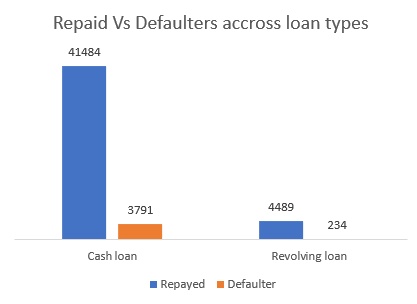 Repaid Vs Defaulters accross loan types
41484
3791
4489
234
Cash loan
Revolving loan
Repayed
Defaulter